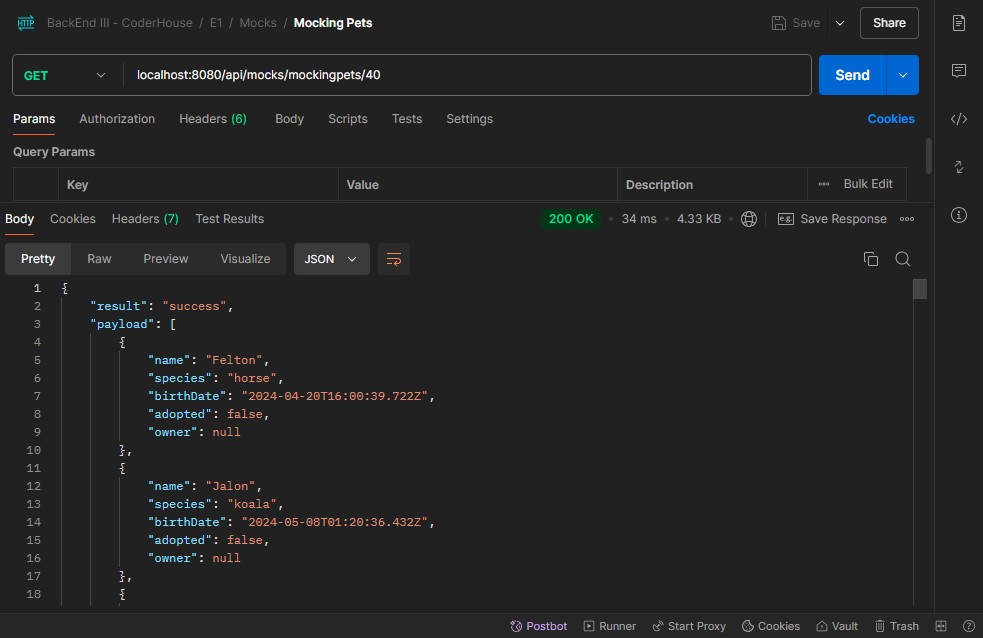 HTTP BackEnd III - CoderHouse / E1 / Mocks / Mocking Pets Save Share
GET localhost:8080/api/mocks/mockingpets/40 Send
Params Authorization Headers (6) Body Scripts Tests Settings Cookies
Query Params
Key Value Description Bulk Edit
Body Cookies Headers (7) Test Results 200 OK 34 ms 4.33 KB e.g. Save Response
Pretty Raw Preview Visualize JSON
1 {
2 "result": "success",
3 "payload": [
4 {
5 "name": "Felton",
6 "species": "horse",
7 "birthDate": "2024-04-20T16:00:39.722Z",
8 "adopted": false,
9 "owner": null
10 },
11 {
12 "name": "Jalon",
13 "species": "koala",
14 "birthDate": "2024-05-08T01:20:36.432Z",
15 "adopted": false,
16 "owner": null
17 },
18 {
Postbot Runner Start Proxy Cookies Vault Trash